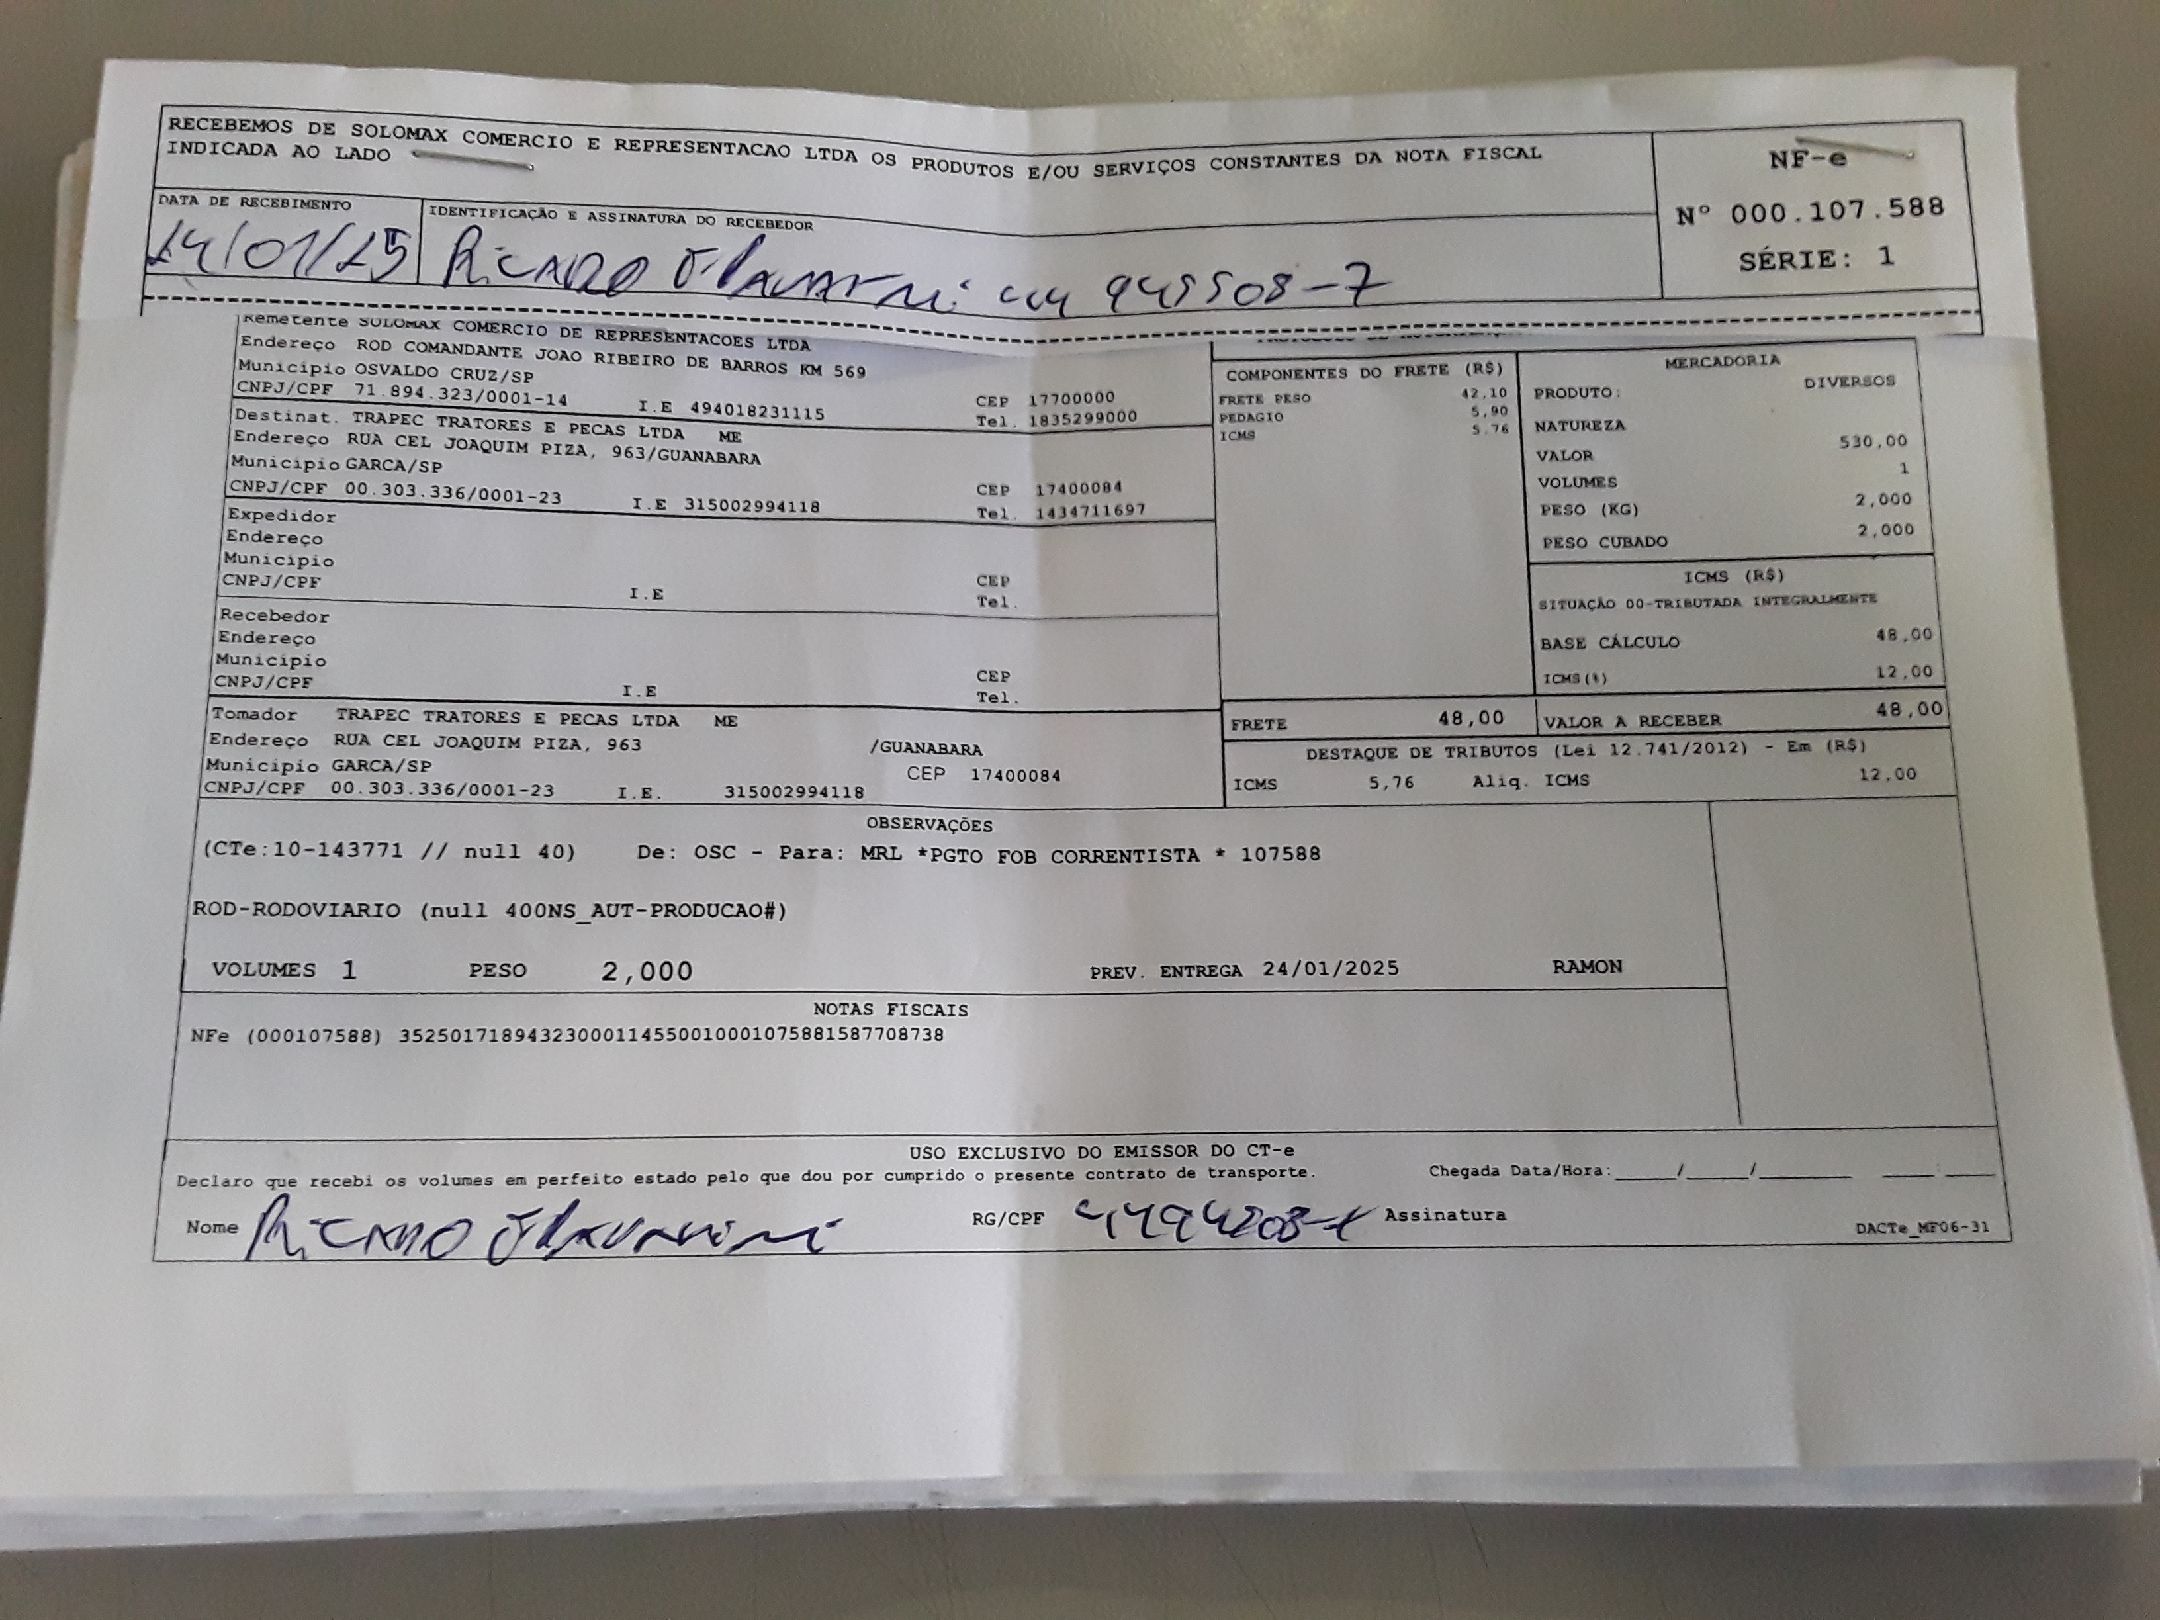 RECEBEMOS DE SOLOMAX COMERCIO E REPRESENTACAO LTDA OS PRODUTOS E/OU SERVIÇOS CONSTANTES DA NOTA FISCAL
INDICADA AO LADO
NF-e
Nº 000.107.588
SÉRIE: 1
DATA DE RECEBIMENTO
IDENTIFICAÇÃO E ASSINATURA DO RECEBEDOR
24/01/25 Ricardo
Remetente SOLOMAX COMERCIO DE REPRESENTACOES LTDA
Endereço ROD COMANDANTE JOAO RIBEIRO DE BARROS KM 569
Município OSVALDO CRUZ/SP CEP 17700000
CNPJ/CPF 71.894.323/0001-14 I.E 494018231115 Tel. 1835299000
Destinat. TRAPEC TRATORES E PECAS LTDA ME
Endereço RUA CEL JOAQUIM PIZA, 963/GUANABARA
Município GARCA/SP CEP 17400084
CNPJ/CPF 00.303.336/0001-23 I.E 315002994118 Tel. 1434711697
Expedidor
Endereço
Município CEP
CNPJ/CPF I.E Tel.
Recebedor
Endereço
Município CEP
CNPJ/CPF I.E Tel.
Tomador TRAPEC TRATORES E PECAS LTDA ME
Endereço RUA CEL JOAQUIM PIZA, 963 /GUANABARA
Município GARCA/SP CEP 17400084
CNPJ/CPF 00.303.336/0001-23 I.E. 315002994118
COMPONENTES DO FRETE (R$)
FRETE PESO 42,10
PEDAGIO 5,90
ICMS 5.76
MERCADORIA
PRODUTO: DIVERSOS
NATUREZA
VALOR 530,00
VOLUMES 1
PESO (KG) 2,000
PESO CUBADO 2,000
ICMS (R$)
SITUAÇÃO 00-TRIBUTADA INTEGRALMENTE
BASE CÁLCULO 48,00
ICMS(%) 12,00
FRETE 48,00 VALOR A RECEBER 48,00
DESTAQUE DE TRIBUTOS (Lei 12.741/2012) - Em (R$)
ICMS 5,76 Aliq. ICMS 12,00
OBSERVAÇÕES
(CTe:10-143771 // null 40) De: OSC - Para: MRL *PGTO FOB CORRENTISTA * 107588
ROD-RODOVIARIO (null 400NS_AUT-PRODUCAO#)
VOLUMES 1 PESO 2,000 PREV. ENTREGA 24/01/2025 RAMON
NOTAS FISCAIS
NFe (000107588) 35250171894323000114550010001075881587708738
USO EXCLUSIVO DO EMISSOR DO CT-e
Declaro que recebi os volumes em perfeito estado pelo que dou por cumprido o presente contrato de transporte. Chegada Data/Hora:_____/_____/_______ ____:____
Nome Ricardo RG/CPF Assinatura
DACTe_MF06-31